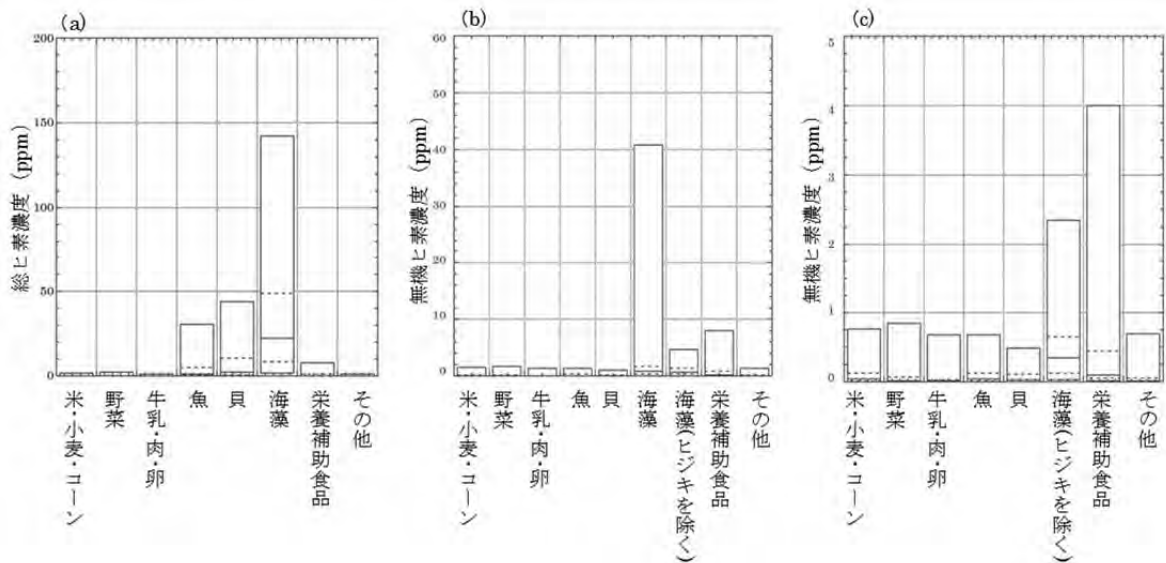 (a)
総ヒ素濃度 (ppm)
200
150
100
50
0
米・小麦・コーン
野菜
牛乳・肉・卵
魚
貝
海藻
栄養補助食品
その他
(b)
無機ヒ素濃度 (ppm)
60
50
40
30
20
10
0
米・小麦・コーン
野菜
牛乳・肉・卵
魚
貝
海藻
海藻(ヒジキを除く)
栄養補助食品
その他
(c)
無機ヒ素濃度 (ppm)
5
4
3
2
1
0
米・小麦・コーン
野菜
牛乳・肉・卵
魚
貝
海藻(ヒジキを除く)
栄養補助食品
その他